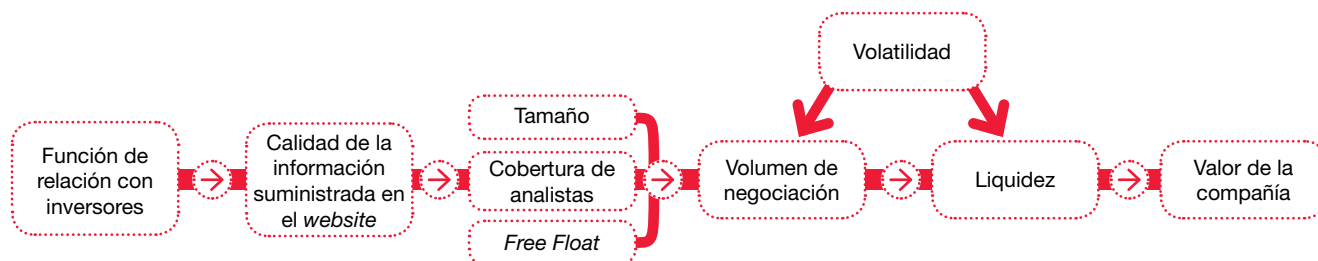 Volatilidad
Función de
relación con
inversores
Calidad de la
información
suministrada en
el website
Tamaño
Cobertura de
analistas
Free Float
Volumen de
negociación
Liquidez
Valor de la
compañía